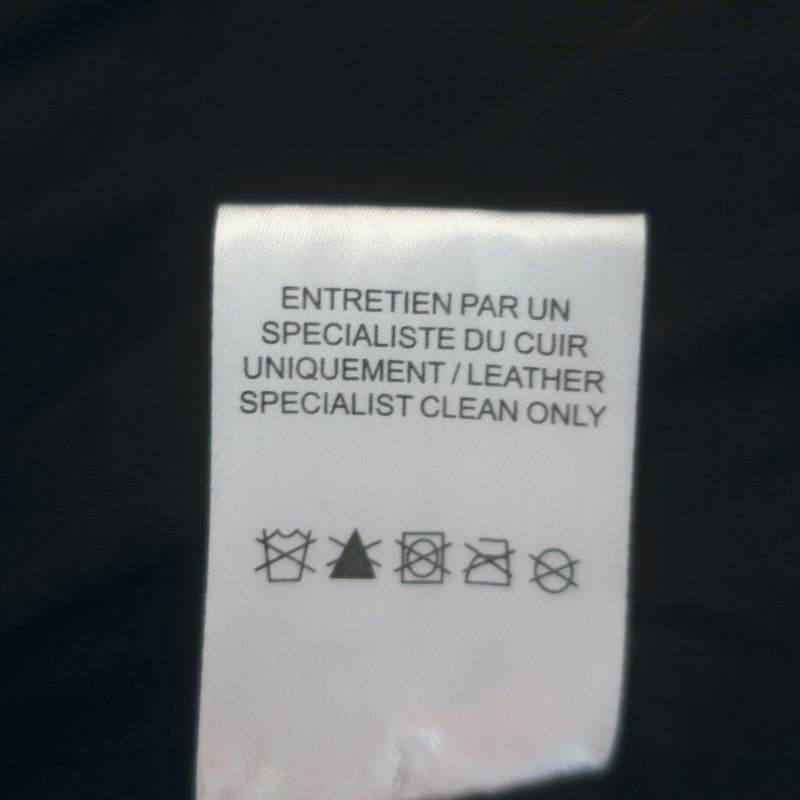 ENTRETIEN PAR UN
SPECIALISTE DU CUIR
UNIQUEMENT / LEATHER
SPECIALIST CLEAN ONLY